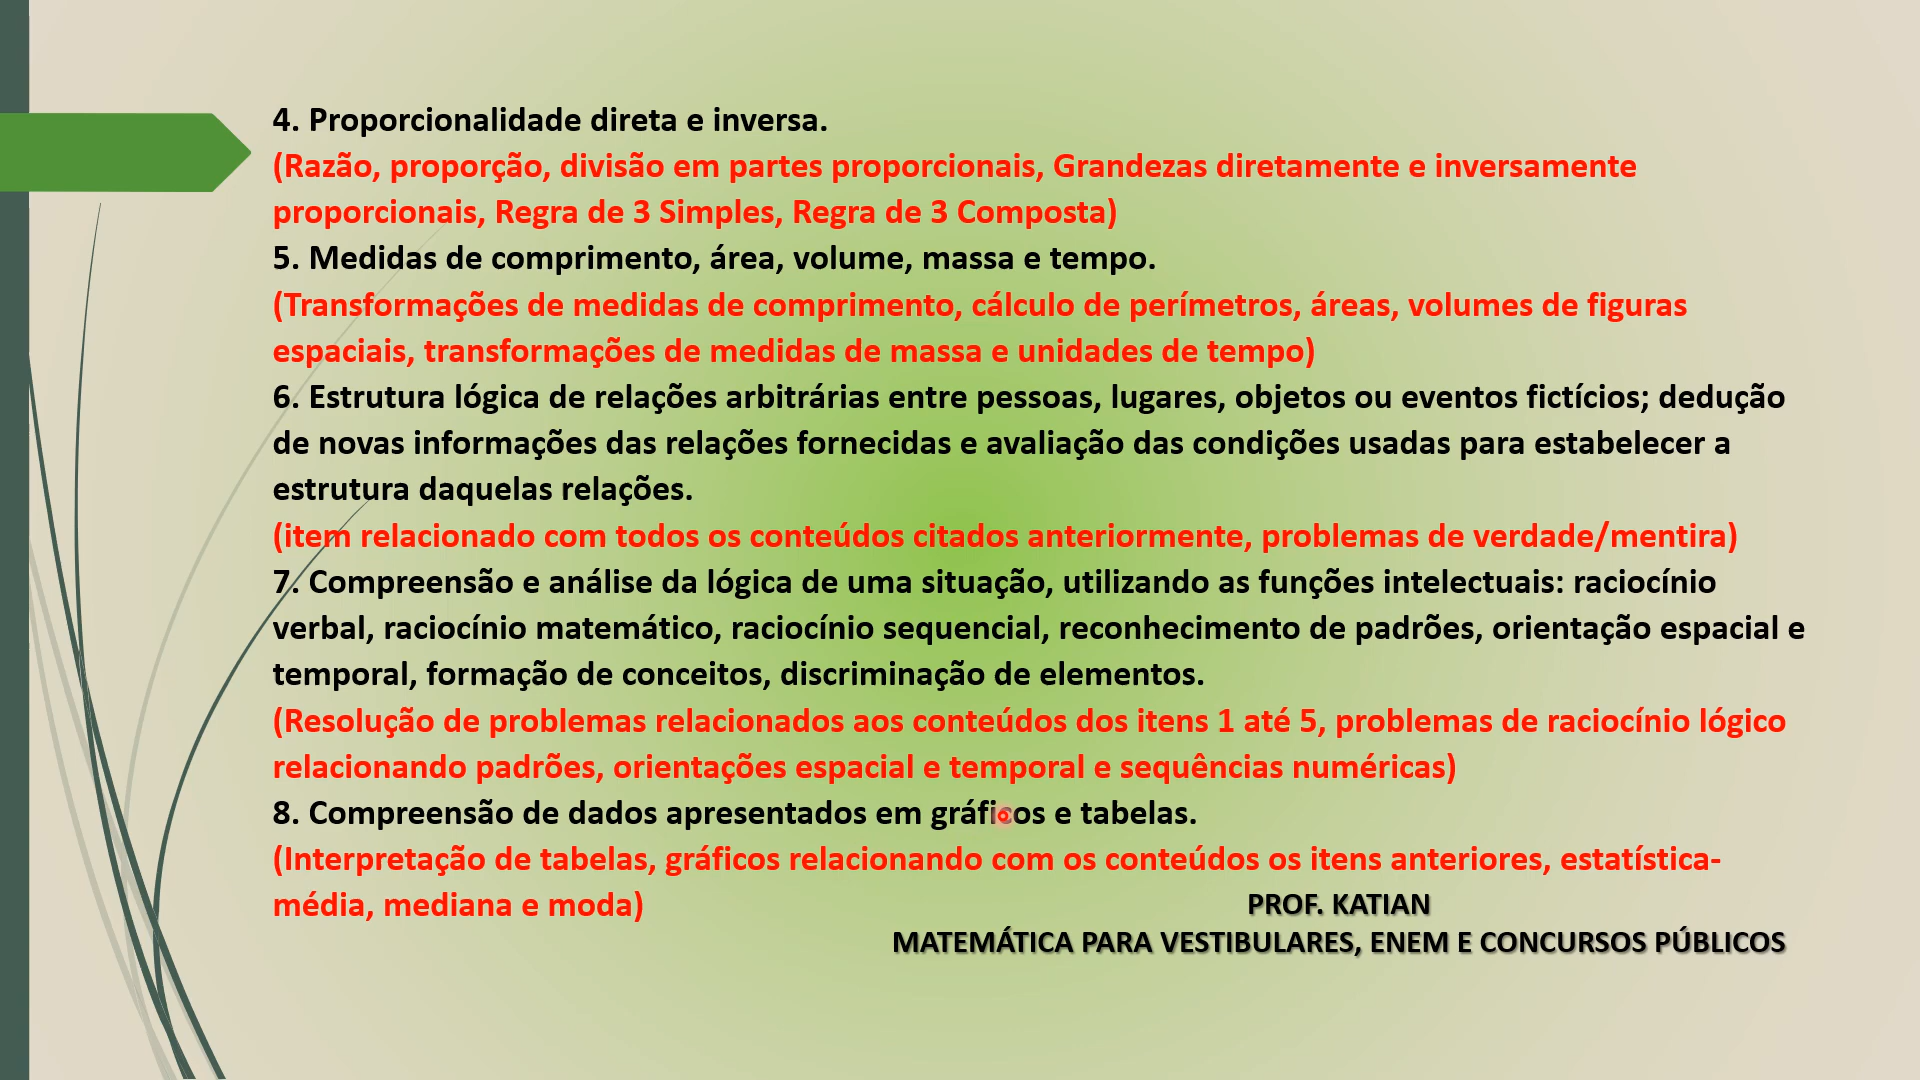 4. Proporcionalidade direta e inversa.
(Razão, proporção, divisão em partes proporcionais, Grandezas diretamente e inversamente
proporcionais, Regra de 3 Simples, Regra de 3 Composta)
5. Medidas de comprimento, área, volume, massa e tempo.
(Transformações de medidas de comprimento, cálculo de perímetros, áreas, volumes de figuras
espaciais, transformações de medidas de massa e unidades de tempo)
6. Estrutura lógica de relações arbitrárias entre pessoas, lugares, objetos ou eventos fictícios; dedução
de novas informações das relações fornecidas e avaliação das condições usadas para estabelecer a
estrutura daquelas relações.
(item relacionado com todos os conteúdos citados anteriormente, problemas de verdade/mentira)
7. Compreensão e análise da lógica de uma situação, utilizando as funções intelectuais: raciocínio
verbal, raciocínio matemático, raciocínio sequencial, reconhecimento de padrões, orientação espacial e
temporal, formação de conceitos, discriminação de elementos.
(Resolução de problemas relacionados aos conteúdos dos itens 1 até 5, problemas de raciocínio lógico
relacionando padrões, orientações espacial e temporal e sequências numéricas)
8. Compreensão de dados apresentados em gráficos e tabelas.
(Interpretação de tabelas, gráficos relacionando com os conteúdos os itens anteriores, estatística-
média, mediana e moda)
PROF. KATIAN
MATEMÁTICA PARA VESTIBULARES, ENEM E CONCURSOS PÚBLICOS